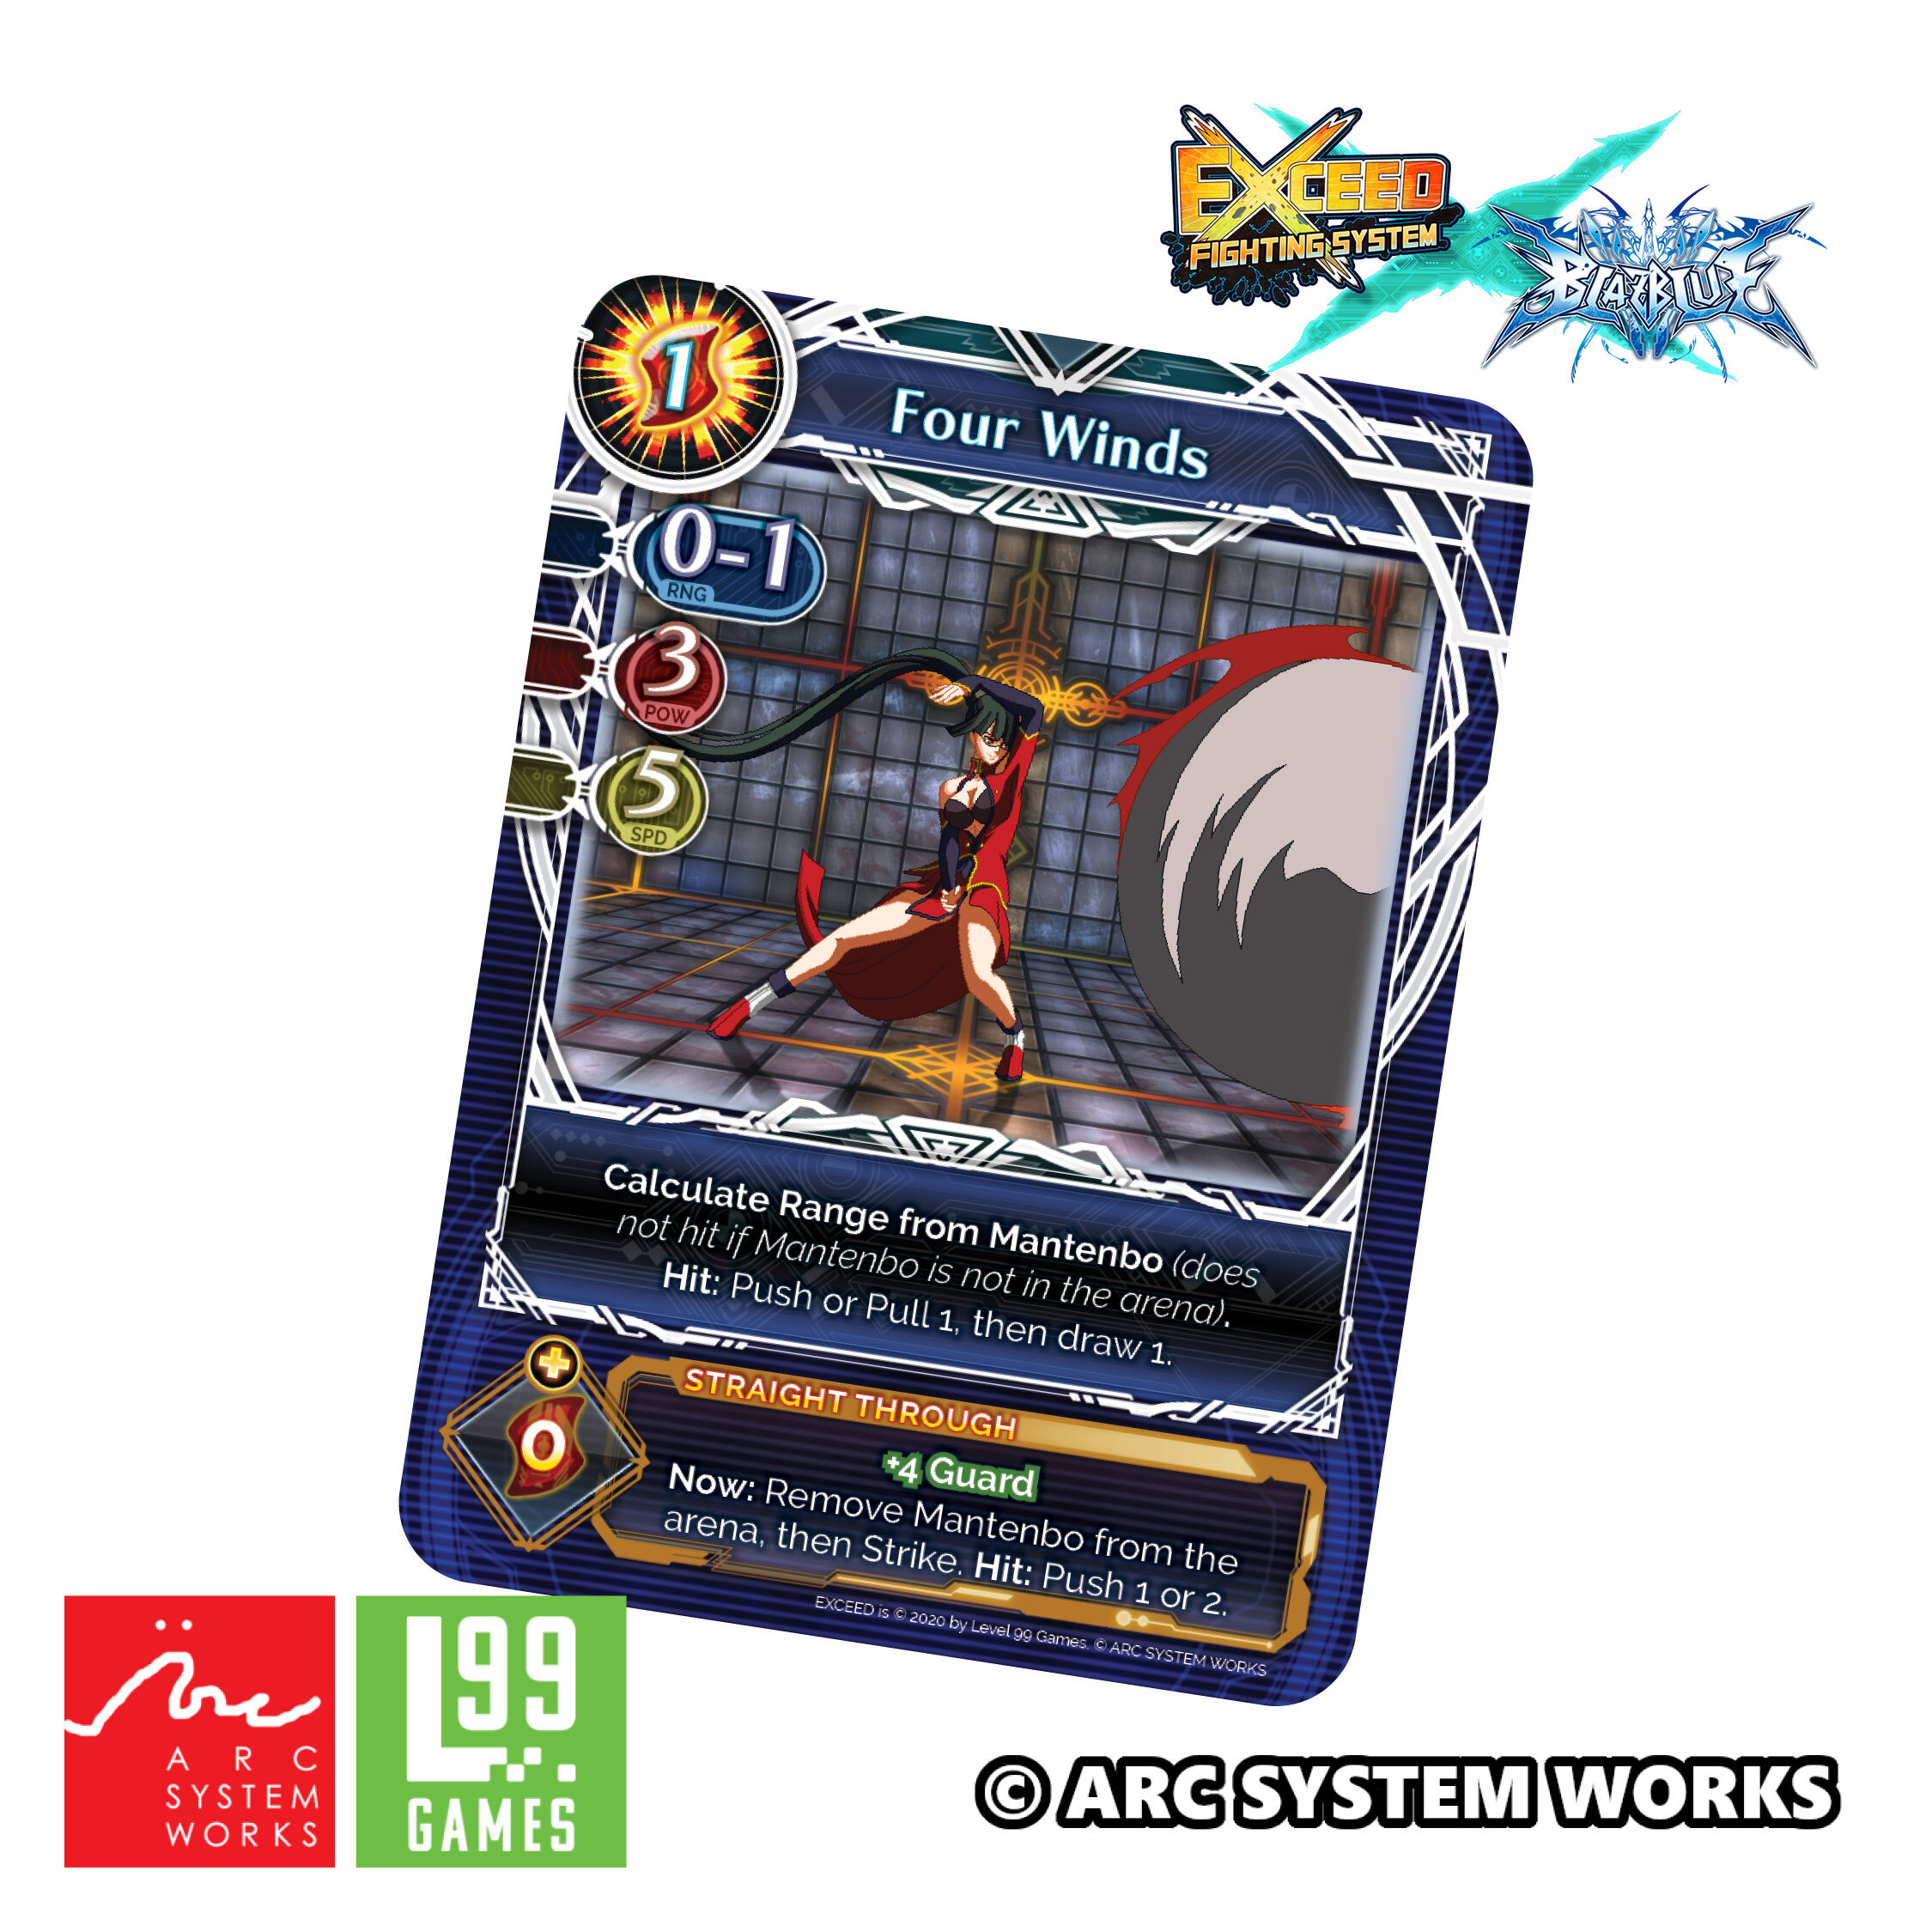 EXCEED
FIGHTING SYSTEM
BLAZBLUE
1
Four Winds
0-1
RNG
3
POW
5
SPD
Calculate Range from Mantenbo (does
not hit if Mantenbo is not in the arena).
Hit: Push or Pull 1, then draw 1.
+
0
STRAIGHT THROUGH
+4 Guard
Now: Remove Mantenbo from the
arena, then Strike. Hit: Push 1 or 2.
EXCEED is © 2020 by Level 99 Games. © ARC SYSTEM WORKS
Arc
ARC
SYSTEM
WORKS
L99
GAMES
© ARC SYSTEM WORKS